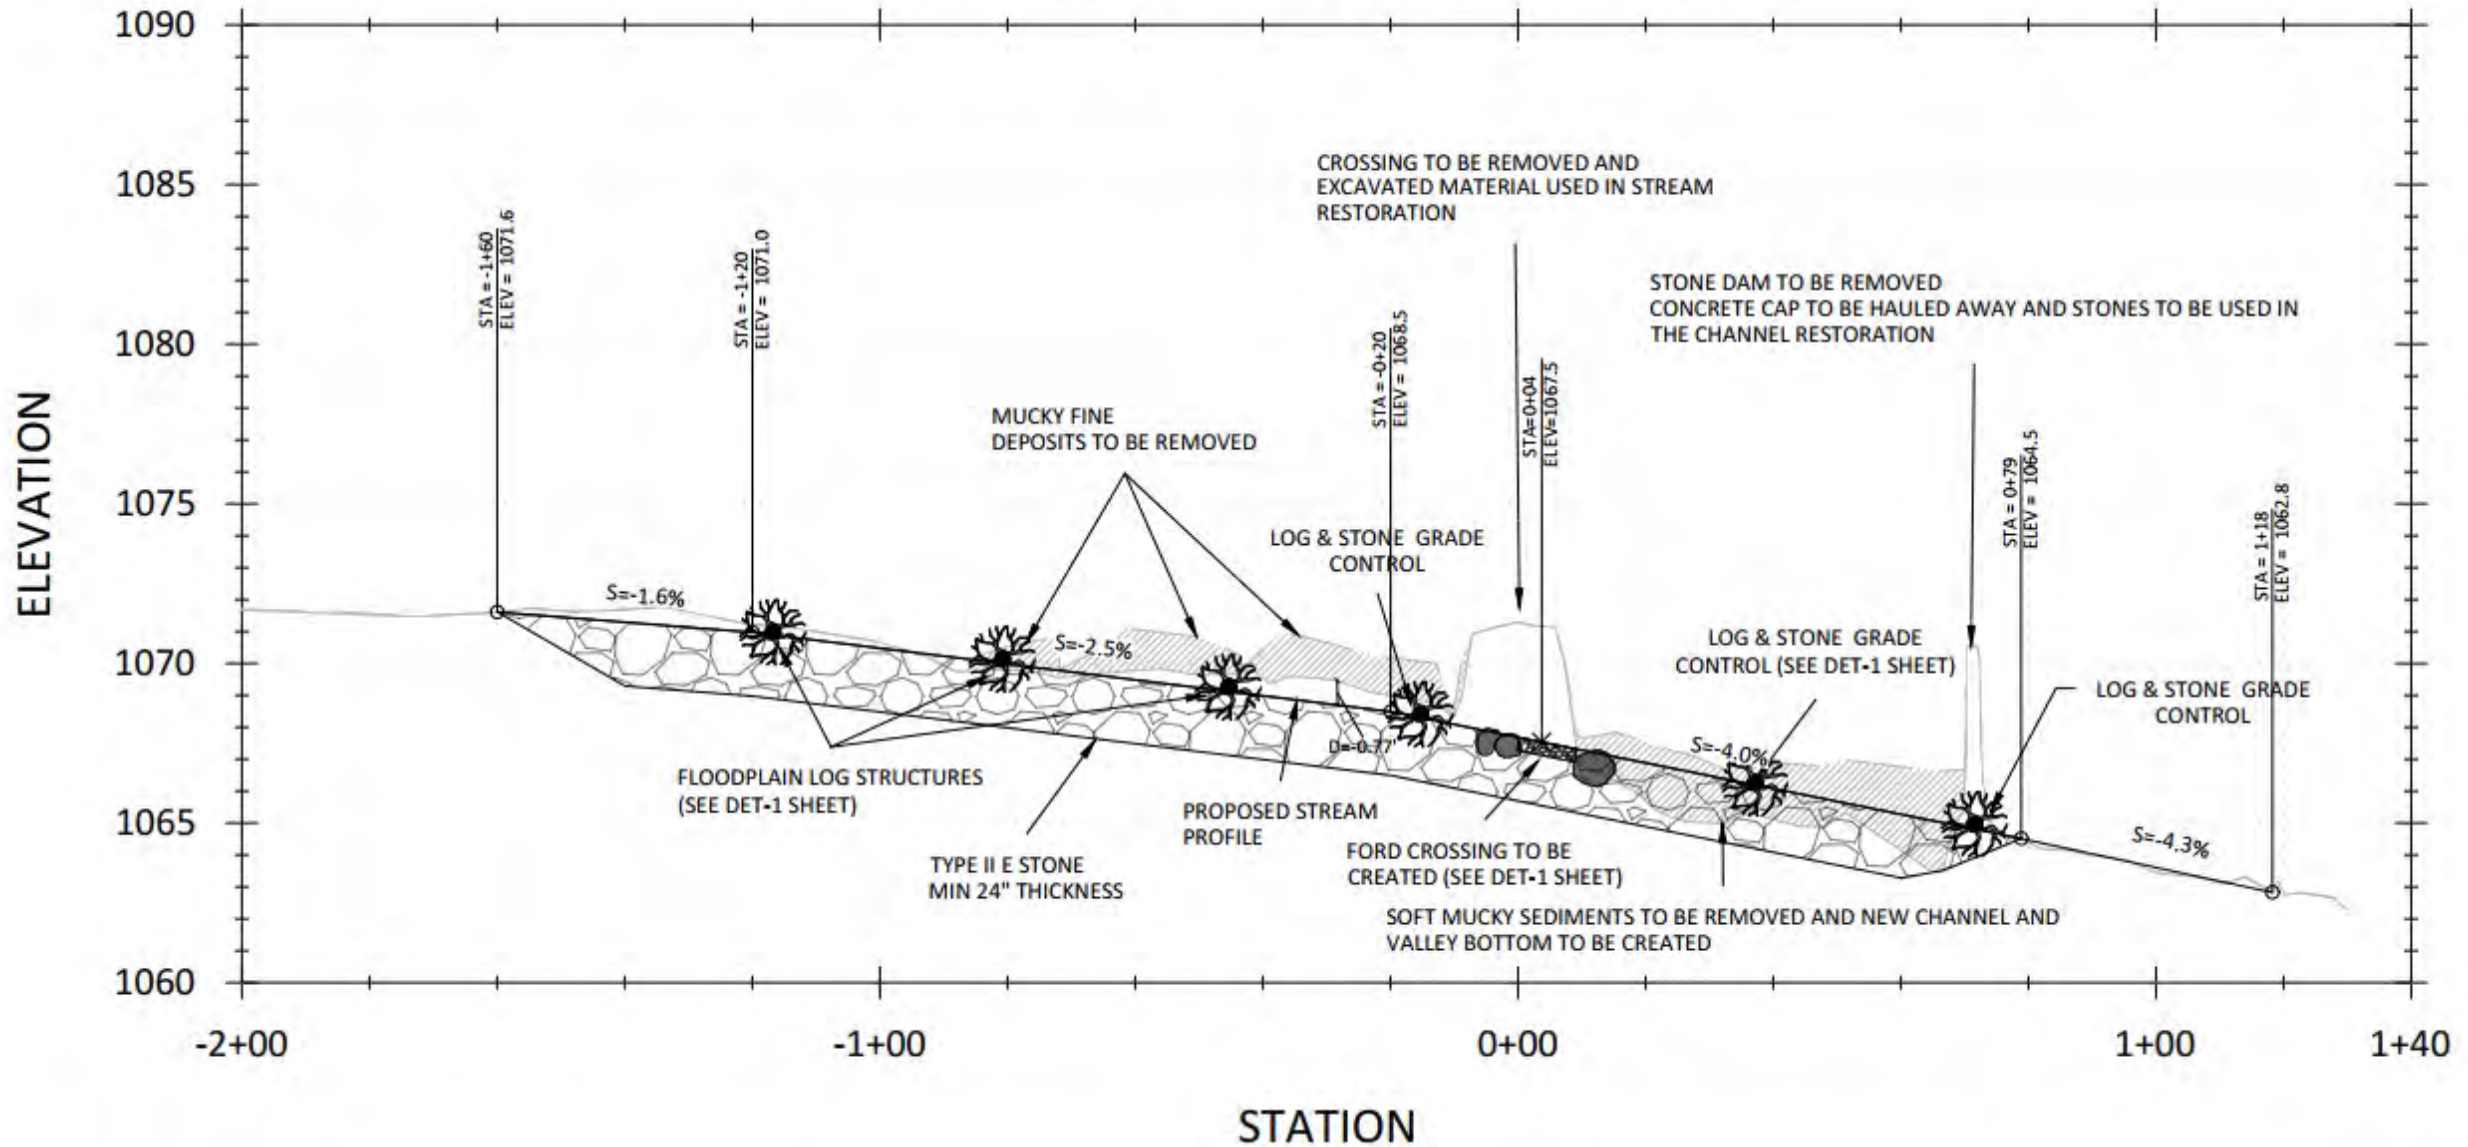 1090
1085
1080
1075
1070
1065
1060
ELEVATION
CROSSING TO BE REMOVED AND
EXCAVATED MATERIAL USED IN STREAM
RESTORATION
STONE DAM TO BE REMOVED
CONCRETE CAP TO BE HAULED AWAY AND STONES TO BE USED IN
THE CHANNEL RESTORATION
STA = -1+60
ELEV = 1071.6
STA = -1+20
ELEV = 1071.0
STA = -0+20
ELEV = 1068.5
STA=0+04
ELEV=1067.5
STA = 0+79
ELEV = 1064.5
STA = 1+18
ELEV = 1062.8
MUCKY FINE
DEPOSITS TO BE REMOVED
LOG & STONE GRADE
CONTROL
S=-1.6%
S=-2.5%
LOG & STONE GRADE
CONTROL (SEE DET-1 SHEET)
LOG & STONE GRADE
CONTROL
S=-4.0%
D=-0.77'
S=-4.3%
FLOODPLAIN LOG STRUCTURES
(SEE DET-1 SHEET)
PROPOSED STREAM
PROFILE
TYPE II E STONE
MIN 24" THICKNESS
FORD CROSSING TO BE
CREATED (SEE DET-1 SHEET)
SOFT MUCKY SEDIMENTS TO BE REMOVED AND NEW CHANNEL AND
VALLEY BOTTOM TO BE CREATED
-2+00
-1+00
0+00
1+00
1+40
STATION